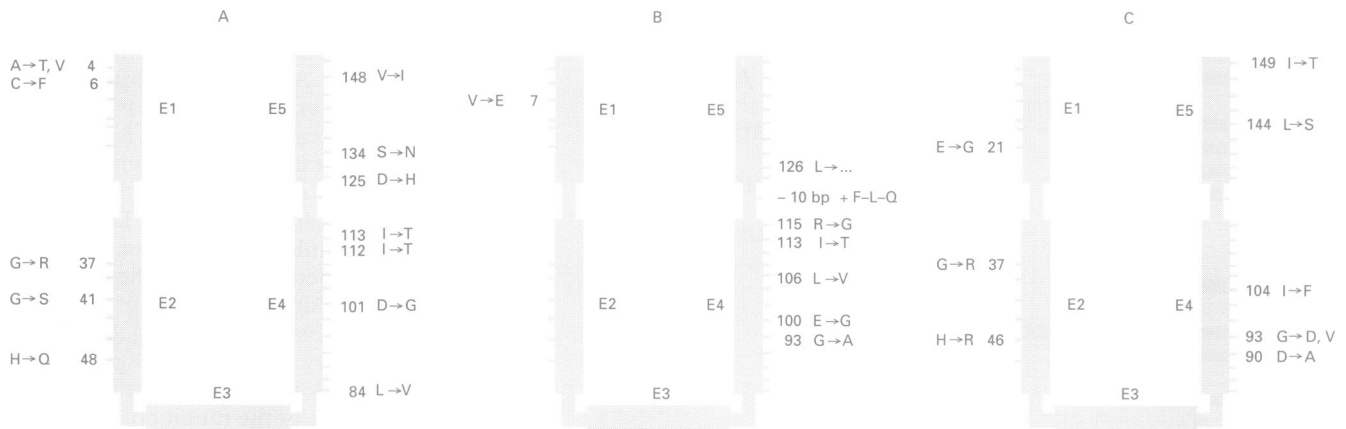 A
A→T, V 4
C→F 6
E1
E5
148 V→I
134 S→N
125 D→H
113 I→T
112 I→T
G→R 37
G→S 41
E2
E4
101 D→G
H→Q 48
84 L→V
E3
B
V→E 7
E1
E5
126 L→...
– 10 bp + F–L–Q
115 R→G
113 I→T
106 L→V
E2
E4
100 E→G
93 G→A
E3
C
149 I→T
E1
E5
144 L→S
E→G 21
G→R 37
104 I→F
E2
E4
H→R 46
93 G→D, V
90 D→A
E3